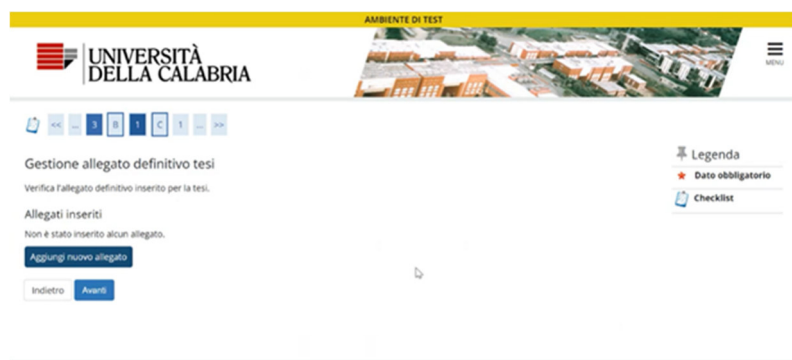 AMBIENTE DI TEST
UNIVERSITÀ
DELLA CALABRIA
MENU
<< ... 3 B 1 C 1 ... >>
Gestione allegato definitivo tesi
Verifica l'allegato definitivo inserito per la tesi.
Allegati inseriti
Non è stato inserito alcun allegato.
Aggiungi nuovo allegato
Indietro Avanti
Legenda
Dato obbligatorio
Checklist